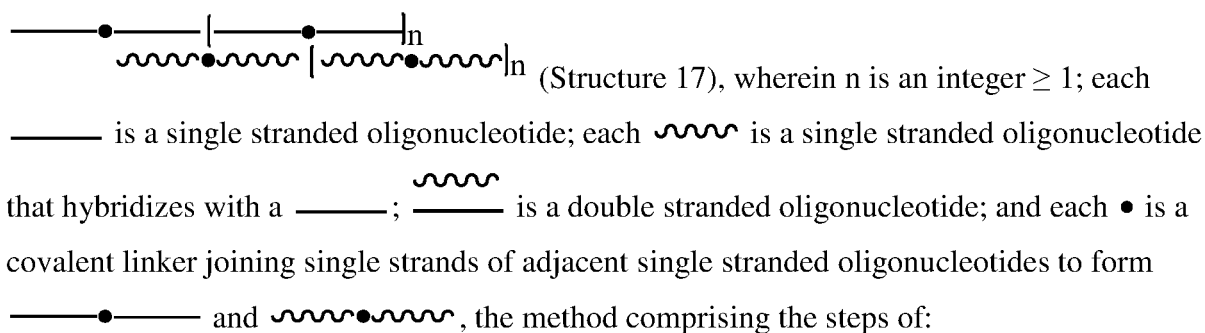 n
n (Structure 17), wherein n is an integer ≥ 1; each
is a single stranded oligonucleotide; each is a single stranded oligonucleotide
that hybridizes with a ; is a double stranded oligonucleotide; and each • is a
covalent linker joining single strands of adjacent single stranded oligonucleotides to form
and , the method comprising the steps of: